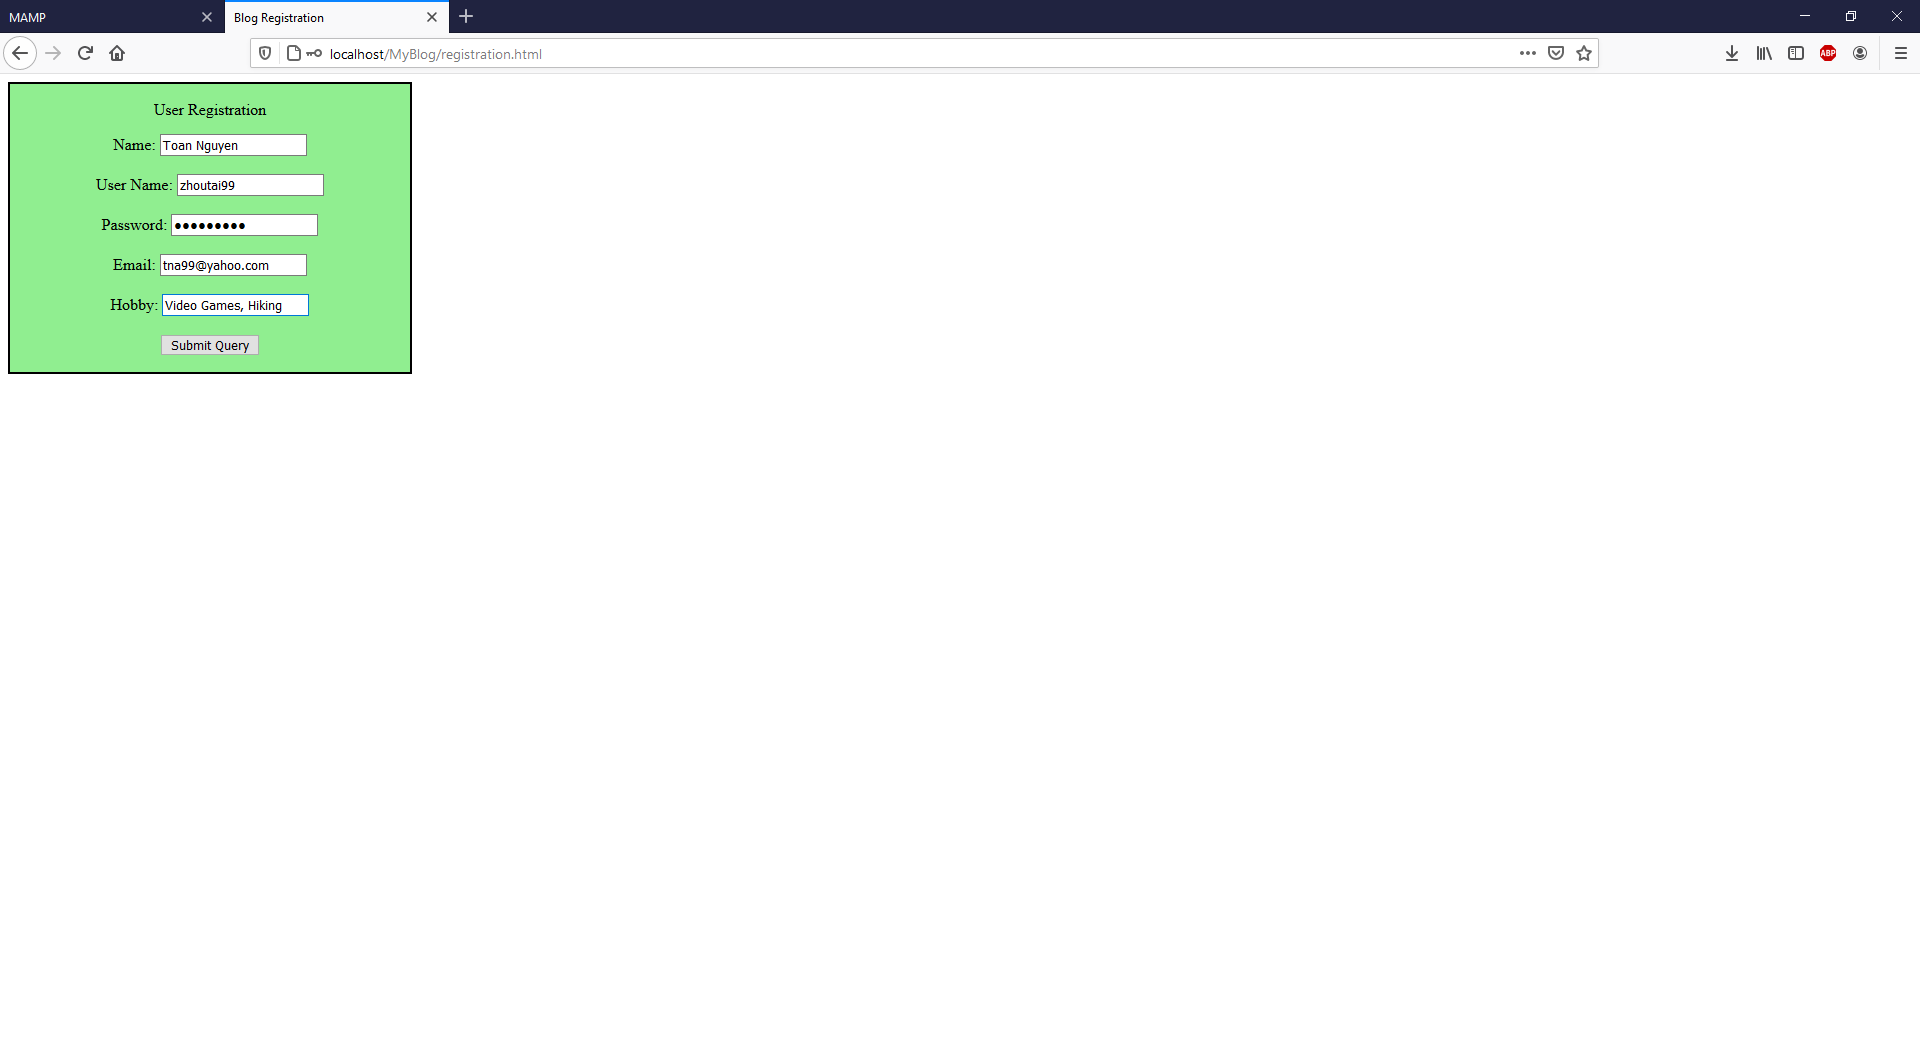 MAMP
Blog Registration
localhost/MyBlog/registration.html
ABP
User Registration
Name: Toan Nguyen
User Name: zhoutai99
Password: •••••••••
Email: tna99@yahoo.com
Hobby: Video Games, Hiking
Submit Query